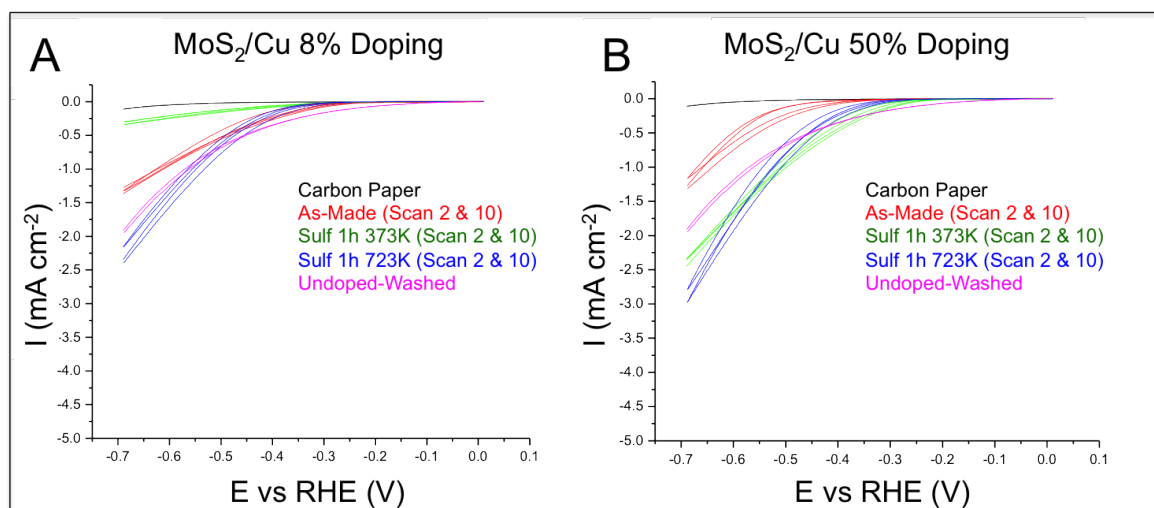 A
MoS2/Cu 8% Doping
0.0
-0.5
-1.0
-1.5
-2.0
-2.5
-3.0
-3.5
-4.0
-4.5
-5.0
I (mA cm-2)
Carbon Paper
As-Made (Scan 2 & 10)
Sulf 1h 373K (Scan 2 & 10)
Sulf 1h 723K (Scan 2 & 10)
Undoped-Washed
-0.7 -0.6 -0.5 -0.4 -0.3 -0.2 -0.1 0.0 0.1
E vs RHE (V)
B
MoS2/Cu 50% Doping
0.0
-0.5
-1.0
-1.5
-2.0
-2.5
-3.0
-3.5
-4.0
-4.5
-5.0
I (mA cm-2)
Carbon Paper
As-Made (Scan 2 & 10)
Sulf 1h 373K (Scan 2 & 10)
Sulf 1h 723K (Scan 2 & 10)
Undoped-Washed
-0.7 -0.6 -0.5 -0.4 -0.3 -0.2 -0.1 0.0 0.1
E vs RHE (V)